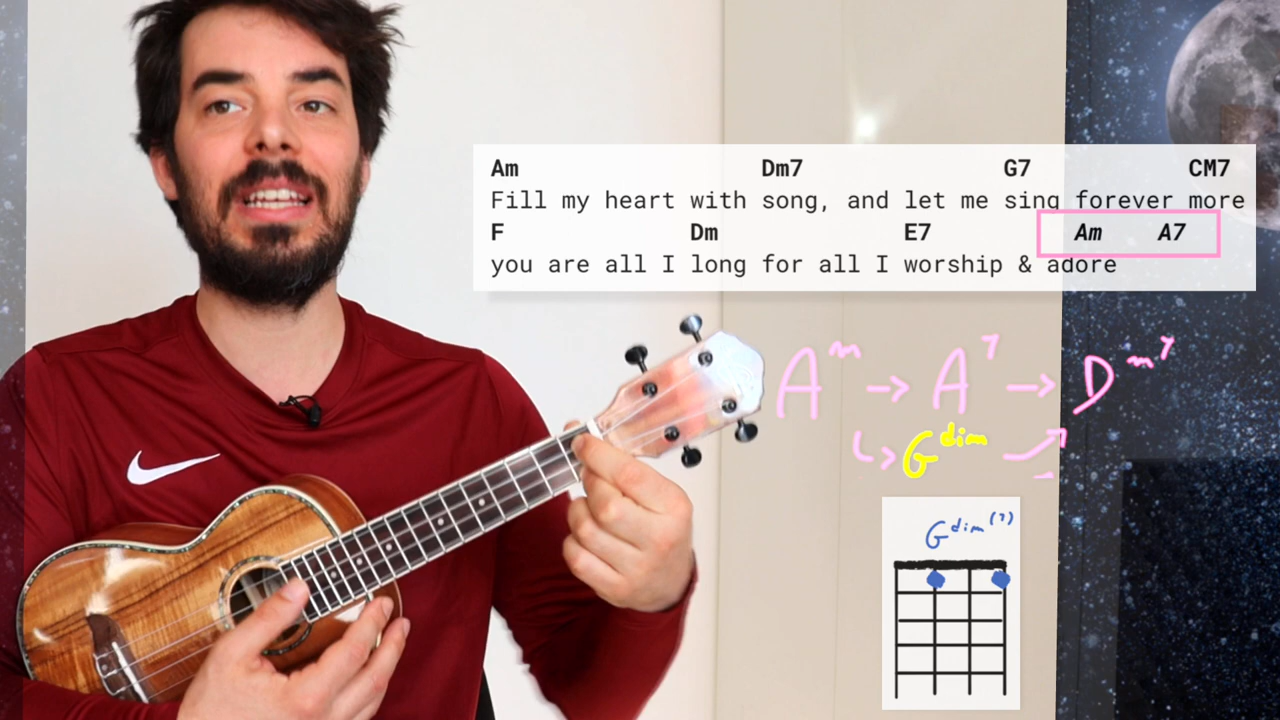 Am Dm7 G7 CM7
Fill my heart with song, and let me sing forever more
F Dm E7 Am A7
you are all I long for all I worship & adore
Am → A7 → Dm7
↳ Gdim →
Gdim(7)